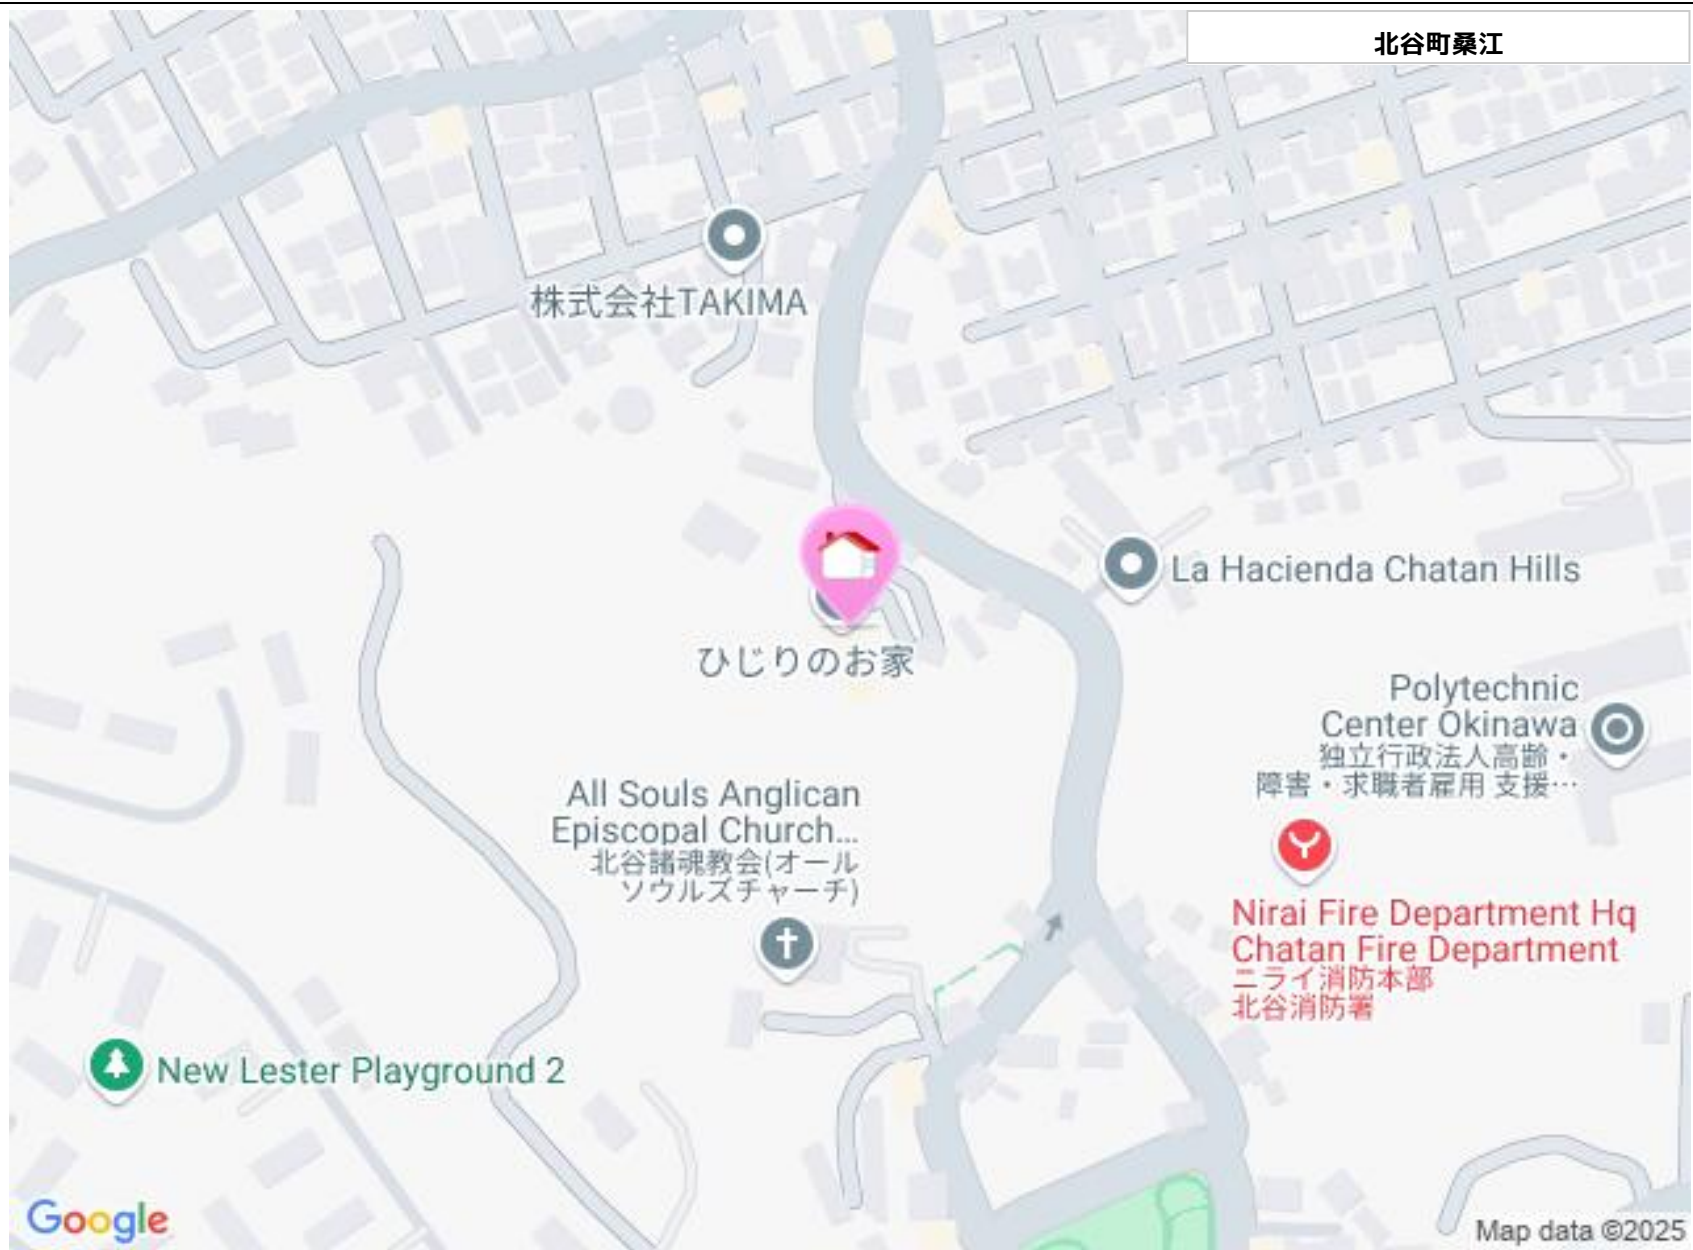 北谷町桑江
株式会社TAKIMA
La Hacienda Chatan Hills
ひじりのお家
Polytechnic
Center Okinawa
独立行政法人高齢・
障害・求職者雇用 支援…
All Souls Anglican
Episcopal Church...
北谷諸魂教会(オール
ソウルズチャーチ)
Nirai Fire Department Hq
Chatan Fire Department
ニライ消防本部
北谷消防署
New Lester Playground 2
Google
Map data ©2025